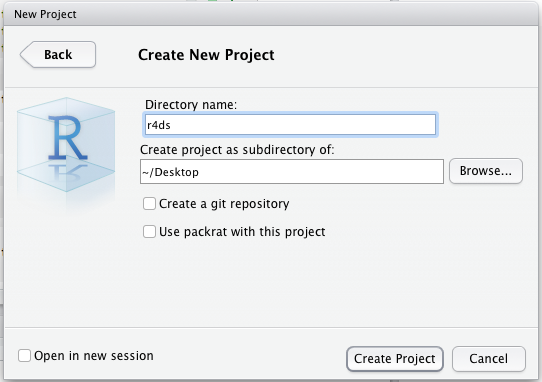 New Project
Back
Create New Project
R
Directory name:
r4ds
Create project as subdirectory of:
~/Desktop
Browse...
Create a git repository
Use packrat with this project
Open in new session
Create Project
Cancel